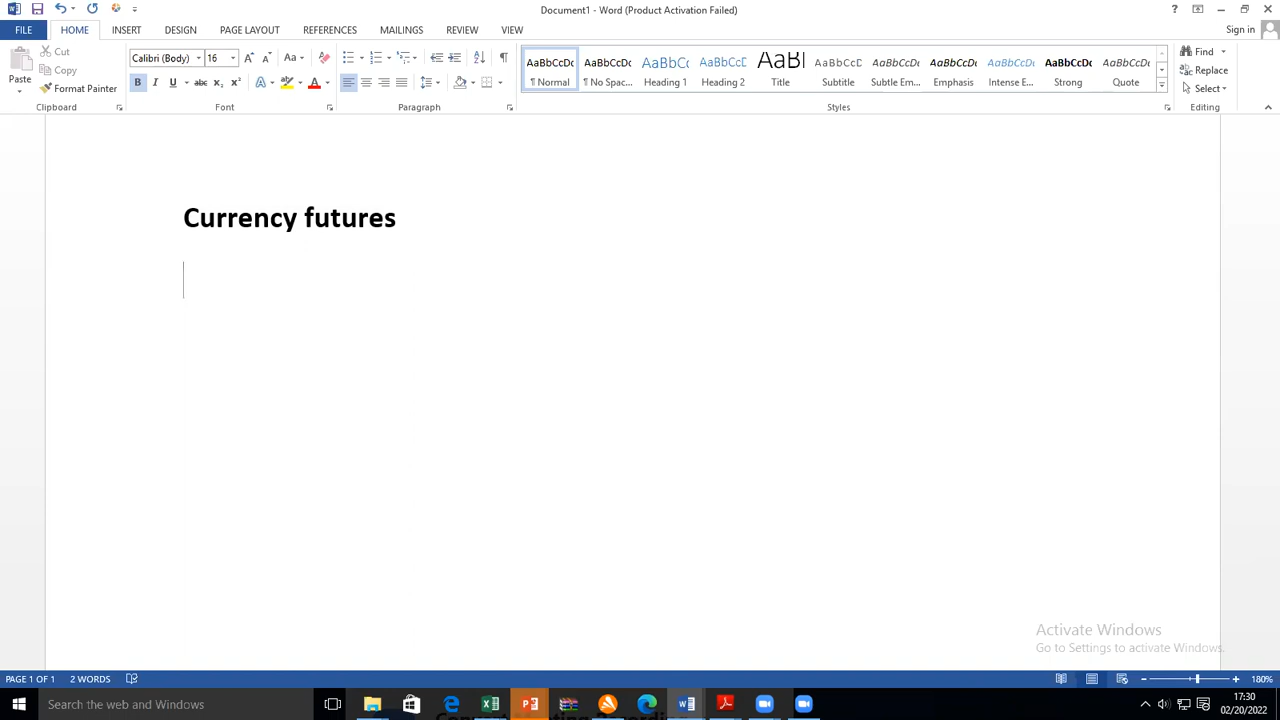 Document1 - Word (Product Activation Failed)
FILE HOME INSERT DESIGN PAGE LAYOUT REFERENCES MAILINGS REVIEW VIEW Sign in
Paste
Cut
Copy
Format Painter
Clipboard
Calibri (Body) 16
Font
Paragraph
AaBbCcDc AaBbCcDc AaBbC( AaBbCcD AaBl AaBbCcD AaBbCcDc AaBbCcDc AaBbCcDc AaBbCcDc AaBbCcDc
¶ Normal ¶ No Spac... Heading 1 Heading 2 Title Subtitle Subtle Em... Emphasis Intense E... Strong Quote
Styles
Find
Replace
Select
Editing
Currency futures
Activate Windows
Go to Settings to activate Windows.
PAGE 1 OF 1 2 WORDS 180%
Search the web and Windows
17:30
02/20/2022